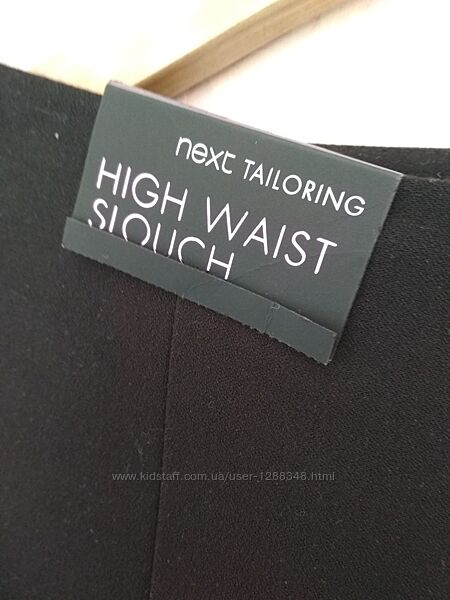 next TAILORING
HIGH WAIST
SLOUCH
www.kidstaff.com.ua/user-1288348.html